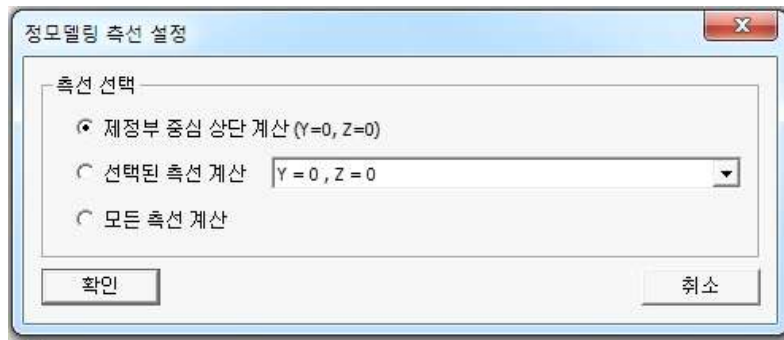 정모델링 측선 설정
측선 선택
제정부 중심 상단 계산 (Y=0, Z=0)
선택된 측선 계산 Y = 0 , Z = 0
모든 측선 계산
확인 취소